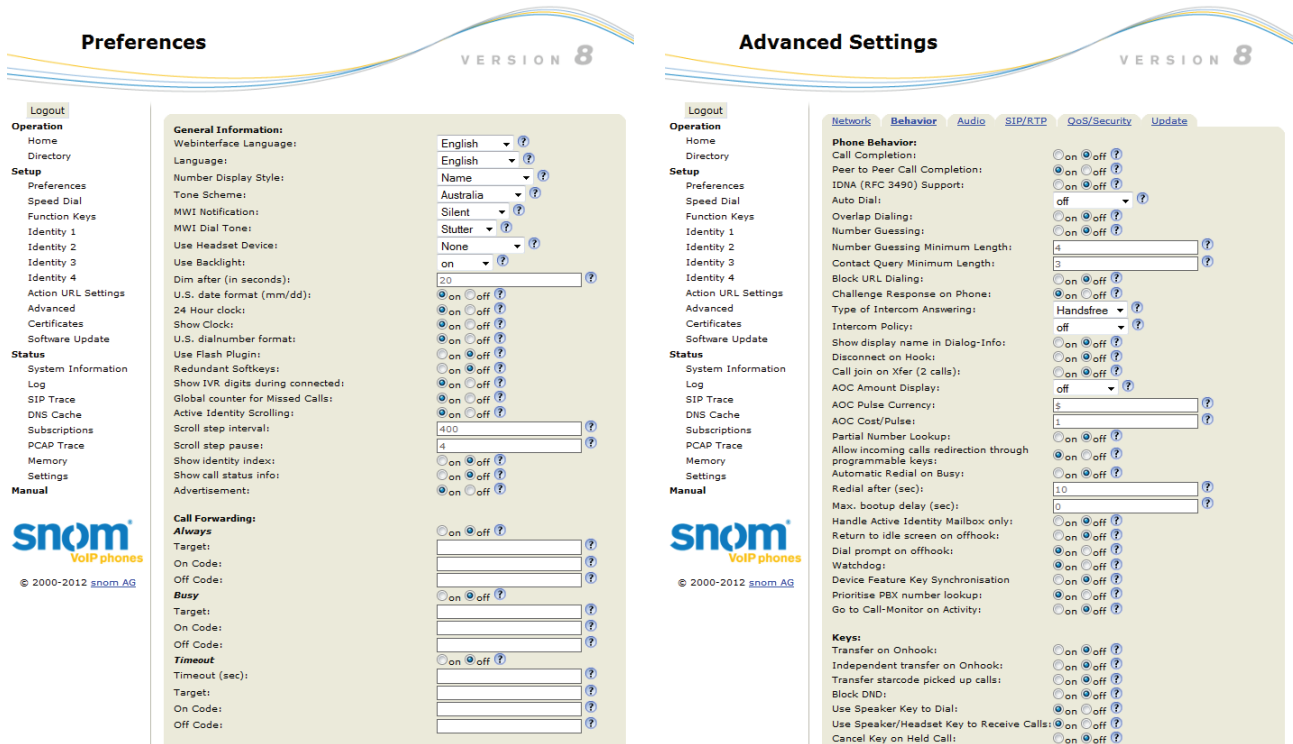 Preferences
VERSION 8
Logout
Operation
Home
Directory
Setup
Preferences
Speed Dial
Function Keys
Identity 1
Identity 2
Identity 3
Identity 4
Action URL Settings
Advanced
Certificates
Software Update
Status
System Information
Log
SIP Trace
DNS Cache
Subscriptions
PCAP Trace
Memory
Settings
Manual
snom
VoIP phones
© 2000-2012 snom AG
General Information:
Webinterface Language: English ?
Language: English ?
Number Display Style: Name ?
Tone Scheme: Australia ?
MWI Notification: Silent ?
MWI Dial Tone: Stutter ?
Use Headset Device: None ?
Use Backlight: on ?
Dim after (in seconds): 20 ?
U.S. date format (mm/dd): on off ?
24 Hour clock: on off ?
Show Clock: on off ?
U.S. dialnumber format: on off ?
Use Flash Plugin: on off ?
Redundant Softkeys: on off ?
Show IVR digits during connected: on off ?
Global counter for Missed Calls: on off ?
Active Identity Scrolling: on off ?
Scroll step interval: 400 ?
Scroll step pause: 4 ?
Show identity index: on off ?
Show call status info: on off ?
Advertisement: on off ?
Call Forwarding:
Always on off ?
Target: ?
On Code: ?
Off Code: ?
Busy on off ?
Target: ?
On Code: ?
Off Code: ?
Timeout on off ?
Timeout (sec): ?
Target: ?
On Code: ?
Off Code: ?
Advanced Settings
VERSION 8
Logout
Operation
Home
Directory
Setup
Preferences
Speed Dial
Function Keys
Identity 1
Identity 2
Identity 3
Identity 4
Action URL Settings
Advanced
Certificates
Software Update
Status
System Information
Log
SIP Trace
DNS Cache
Subscriptions
PCAP Trace
Memory
Settings
Manual
snom
VoIP phones
© 2000-2012 snom AG
Network Behavior Audio SIP/RTP QoS/Security Update
Phone Behavior:
Call Completion: on off ?
Peer to Peer Call Completion: on off ?
IDNA (RFC 3490) Support: on off ?
Auto Dial: off ?
Overlap Dialing: on off ?
Number Guessing: on off ?
Number Guessing Minimum Length: 4 ?
Contact Query Minimum Length: 3 ?
Block URL Dialing: on off ?
Challenge Response on Phone: on off ?
Type of Intercom Answering: Handsfree ?
Intercom Policy: off ?
Show display name in Dialog-Info: on off ?
Disconnect on Hook: on off ?
Call join on Xfer (2 calls): on off ?
AOC Amount Display: off ?
AOC Pulse Currency: $ ?
AOC Cost/Pulse: 1 ?
Partial Number Lookup: on off ?
Allow incoming calls redirection through
programmable keys: on off ?
Automatic Redial on Busy: on off ?
Redial after (sec): 10 ?
Max. bootup delay (sec): 0 ?
Handle Active Identity Mailbox only: on off ?
Return to idle screen on offhook: on off ?
Dial prompt on offhook: on off ?
Watchdog: on off ?
Device Feature Key Synchronisation on off ?
Prioritise PBX number lookup: on off ?
Go to Call-Monitor on Activity: on off ?
Keys:
Transfer on Onhook: on off ?
Independent transfer on Onhook: on off ?
Transfer starcode picked up calls: on off ?
Block DND: on off ?
Use Speaker Key to Dial: on off ?
Use Speaker/Headset Key to Receive Calls: on off ?
Cancel Key on Held Call: on off ?